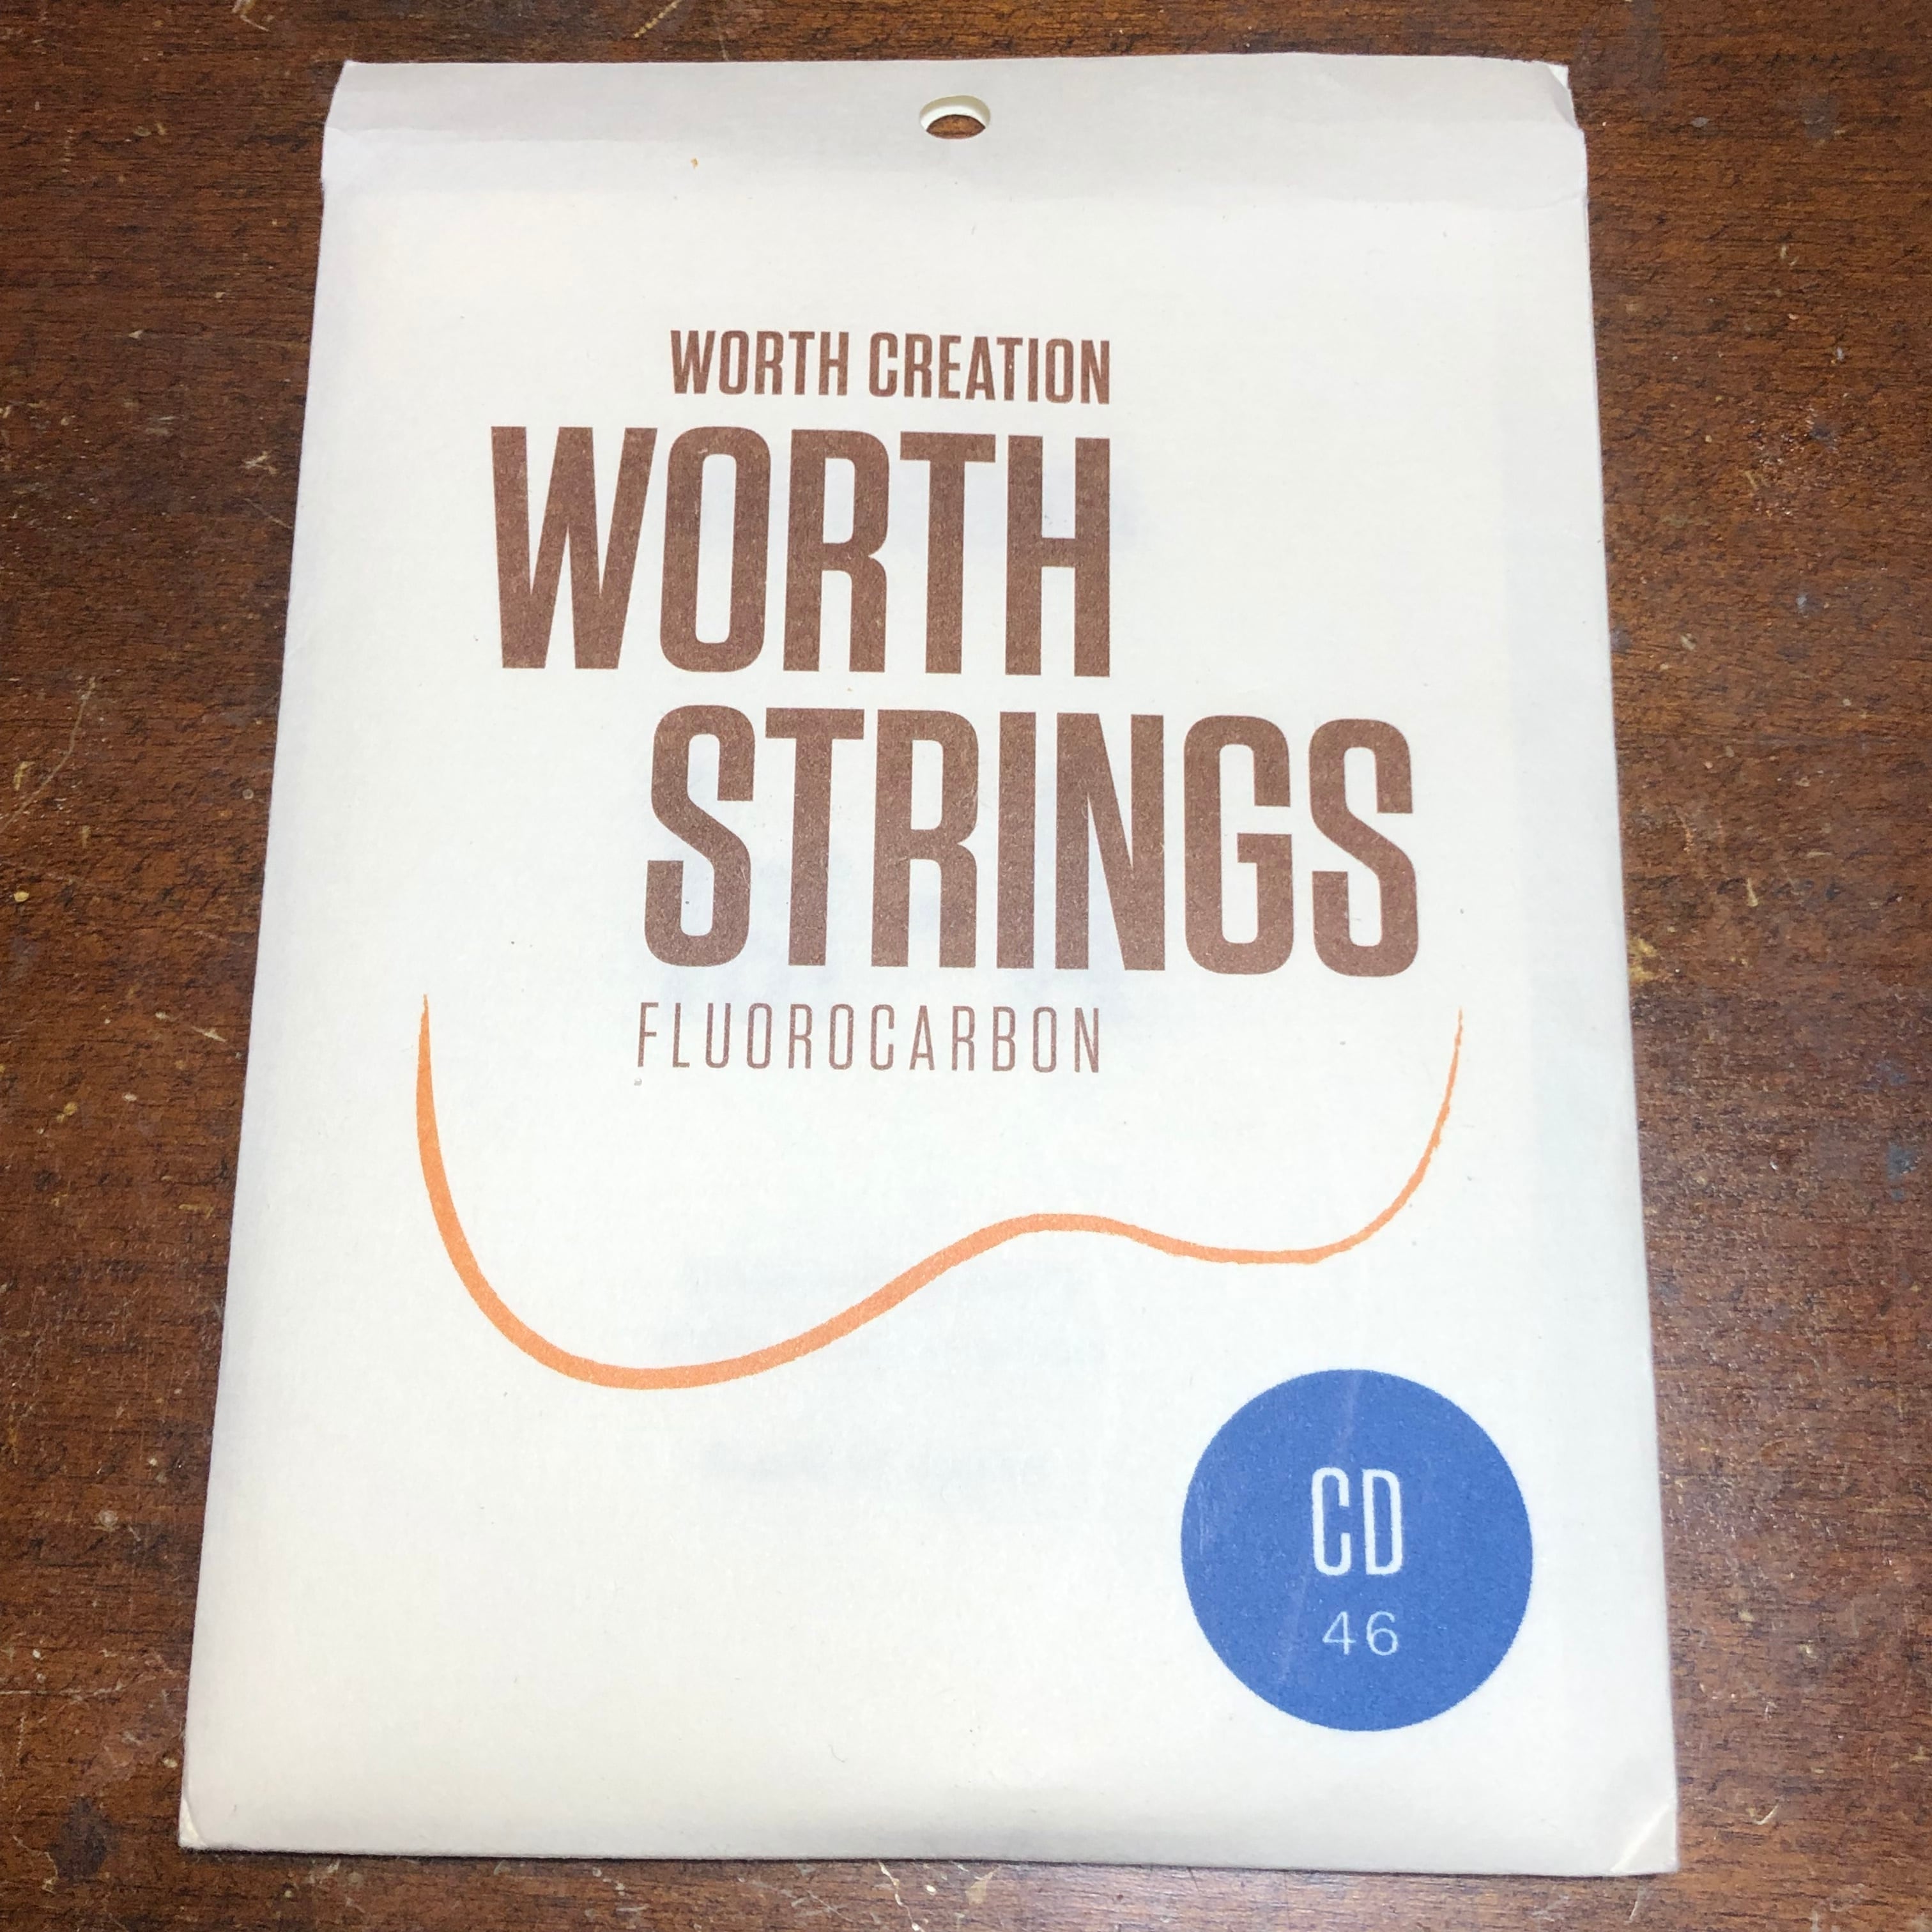 WORTH CREATION
WORTH
STRINGS
FLUOROCARBON
CD
46